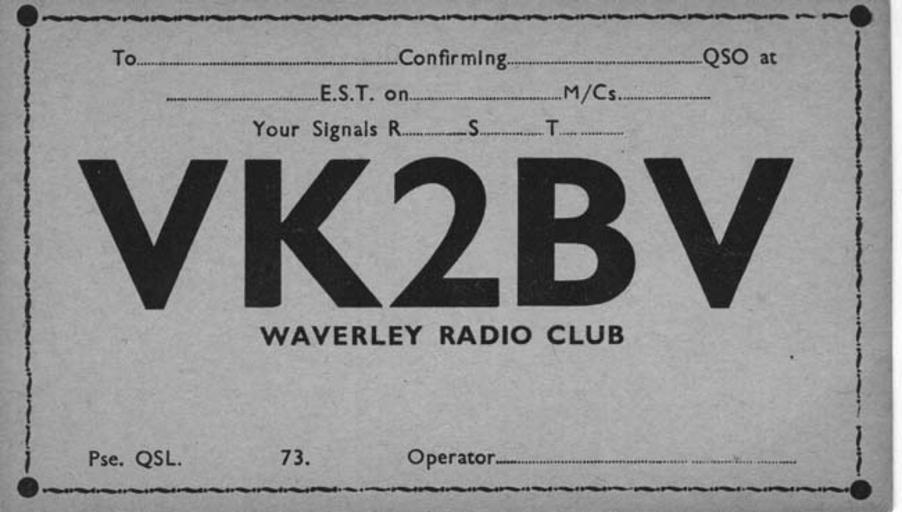 To..............................Confirming..............................QSO at
..............................E.S.T. on..............................M/Cs...............
Your Signals R...............S...............T...............
VK2BV
WAVERLEY RADIO CLUB
Pse. QSL. 73. Operator..............................